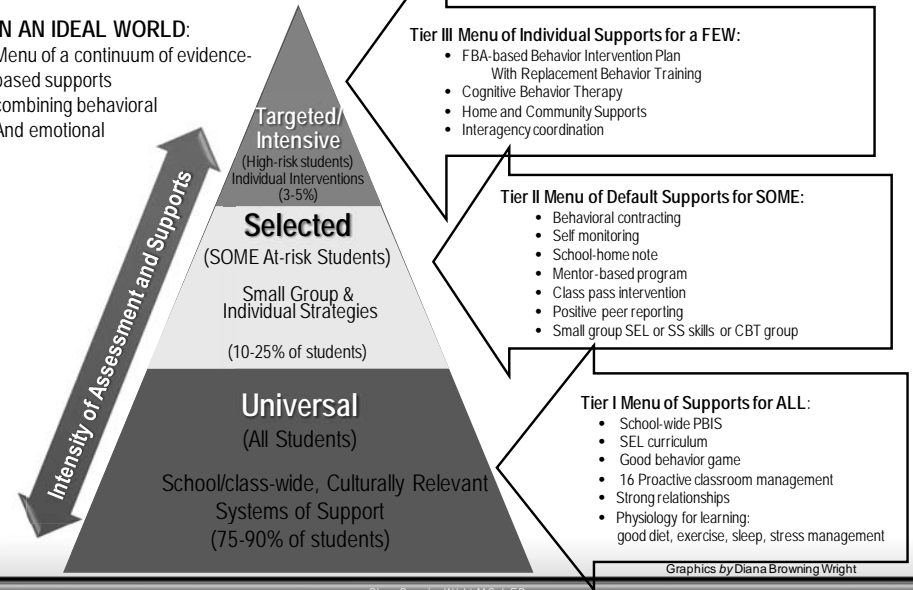 IN AN IDEAL WORLD:
Menu of a continuum of evidence-
based supports
combining behavioral
And emotional
Intensity of Assessment and Supports
Targeted/
Intensive
(High-risk students)
Individual Interventions
(3-5%)
Selected
(SOME At-risk Students)
Small Group &
Individual Strategies
(10-25% of students)
Universal
(All Students)
School/class-wide, Culturally Relevant
Systems of Support
(75-90% of students)
Tier III Menu of Individual Supports for a FEW:
• FBA-based Behavior Intervention Plan
With Replacement Behavior Training
• Cognitive Behavior Therapy
• Home and Community Supports
• Interagency coordination
Tier II Menu of Default Supports for SOME:
• Behavioral contracting
• Self monitoring
• School-home note
• Mentor-based program
• Class pass intervention
• Positive peer reporting
• Small group SEL or SS skills or CBT group
Tier I Menu of Supports for ALL:
• School-wide PBIS
• SEL curriculum
• Good behavior game
• 16 Proactive classroom management
• Strong relationships
• Physiology for learning:
good diet, exercise, sleep, stress management
Graphics by Diana Browning Wright